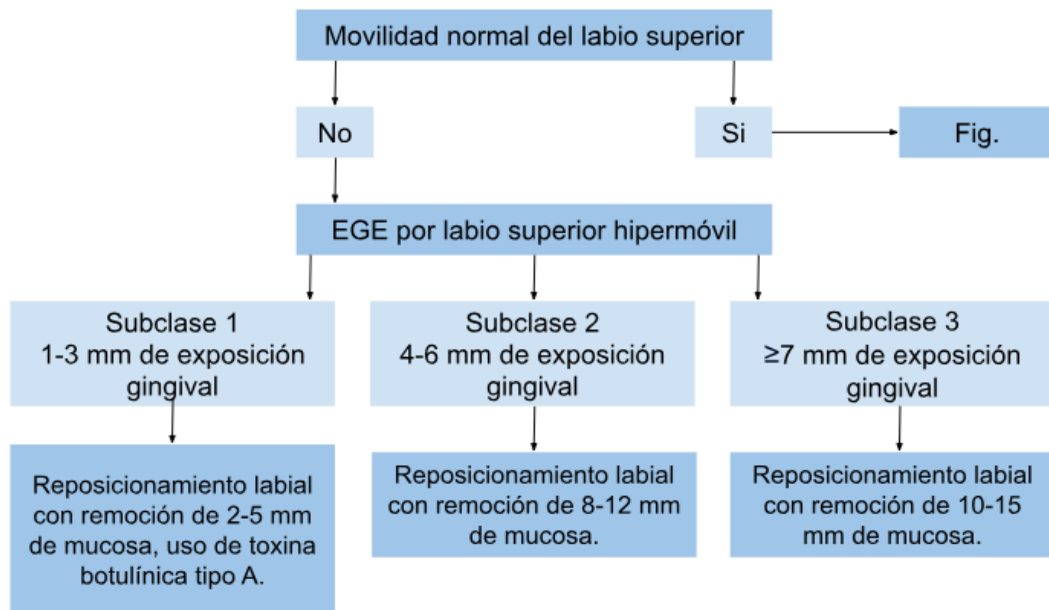 Movilidad normal del labio superior
No
Si
Fig.
EGE por labio superior hipermóvil
Subclase 1
1-3 mm de exposición
gingival
Subclase 2
4-6 mm de exposición
gingival
Subclase 3
≥7 mm de exposición
gingival
Reposicionamiento labial
con remoción de 2-5 mm
de mucosa, uso de toxina
botulínica tipo A.
Reposicionamiento labial
con remoción de 8-12 mm
de mucosa.
Reposicionamiento labial
con remoción de 10-15
mm de mucosa.